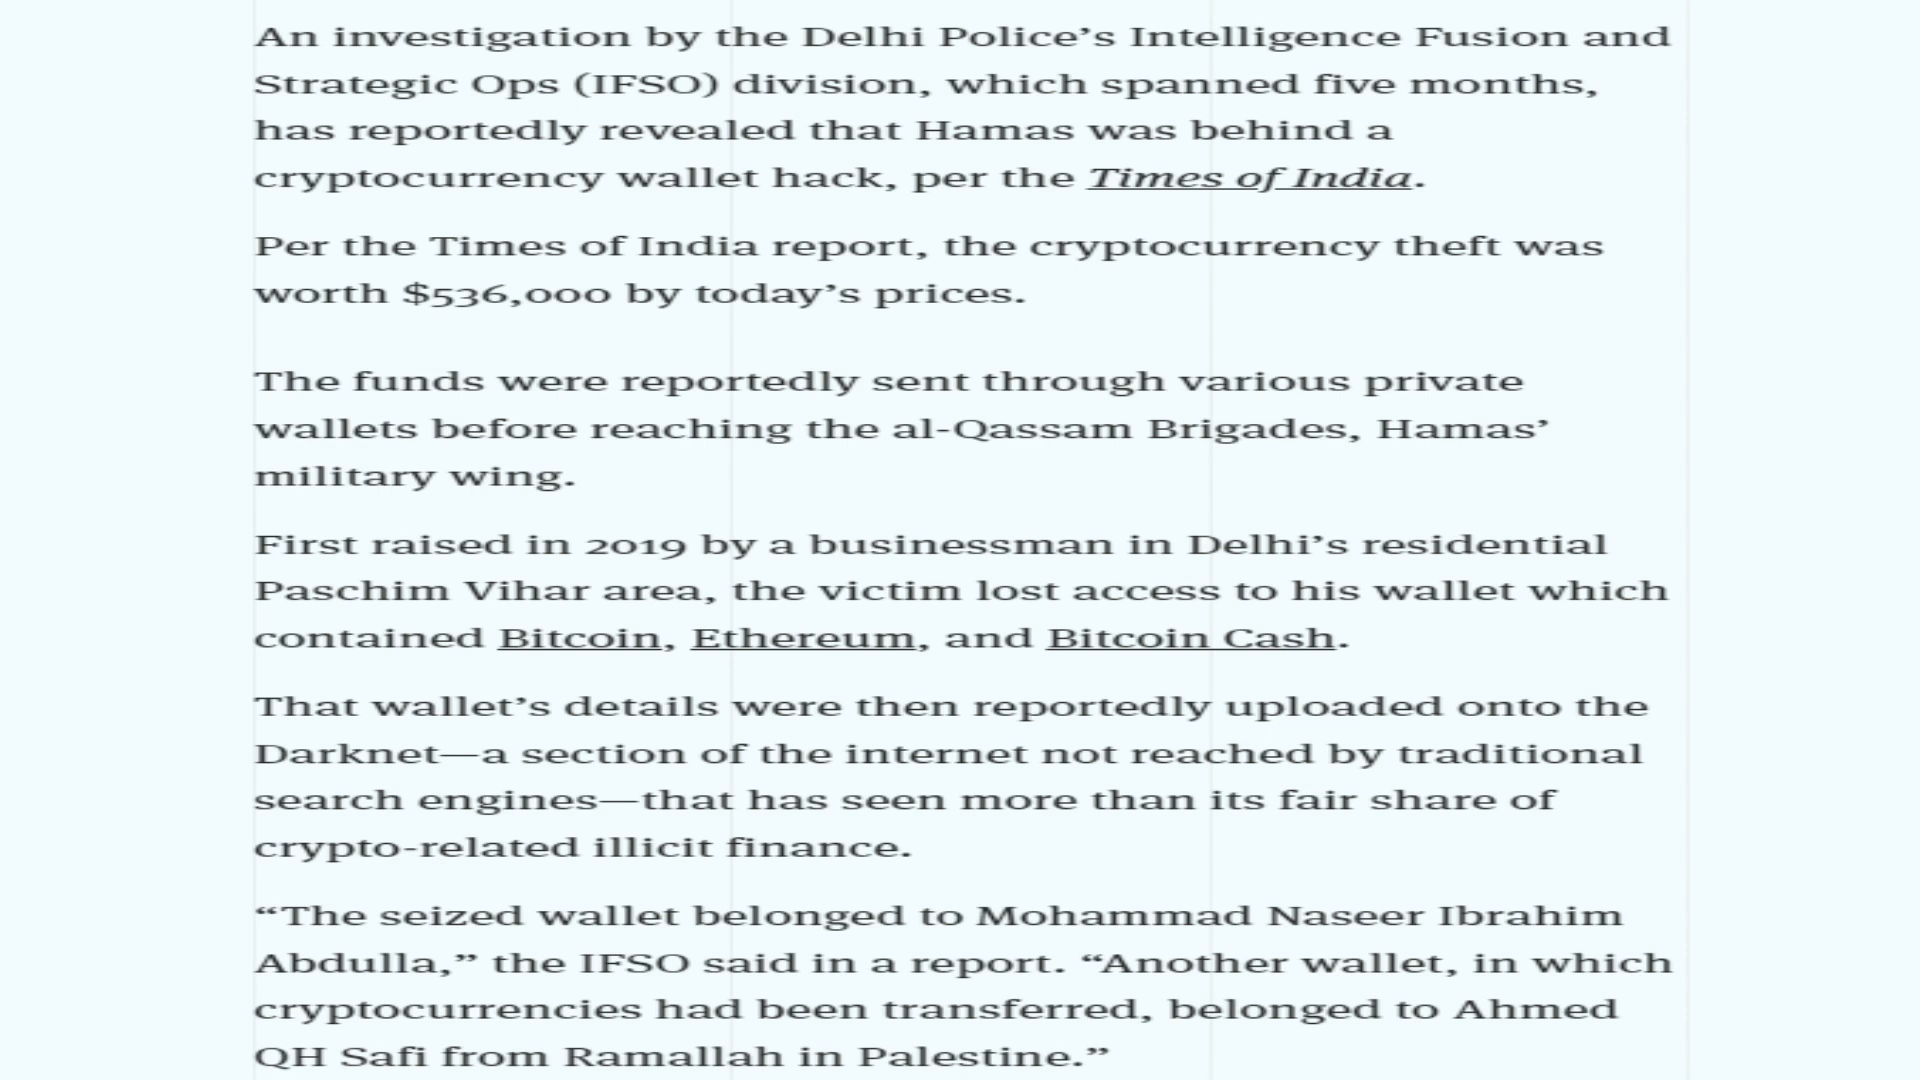 An investigation by the Delhi Police’s Intelligence Fusion and
Strategic Ops (IFSO) division, which spanned five months,
has reportedly revealed that Hamas was behind a
cryptocurrency wallet hack, per the Times of India.
Per the Times of India report, the cryptocurrency theft was
worth $536,000 by today’s prices.
The funds were reportedly sent through various private
wallets before reaching the al-Qassam Brigades, Hamas’
military wing.
First raised in 2019 by a businessman in Delhi’s residential
Paschim Vihar area, the victim lost access to his wallet which
contained Bitcoin, Ethereum, and Bitcoin Cash.
That wallet’s details were then reportedly uploaded onto the
Darknet—a section of the internet not reached by traditional
search engines—that has seen more than its fair share of
crypto-related illicit finance.
“The seized wallet belonged to Mohammad Naseer Ibrahim
Abdulla,” the IFSO said in a report. “Another wallet, in which
cryptocurrencies had been transferred, belonged to Ahmed
QH Safi from Ramallah in Palestine.”